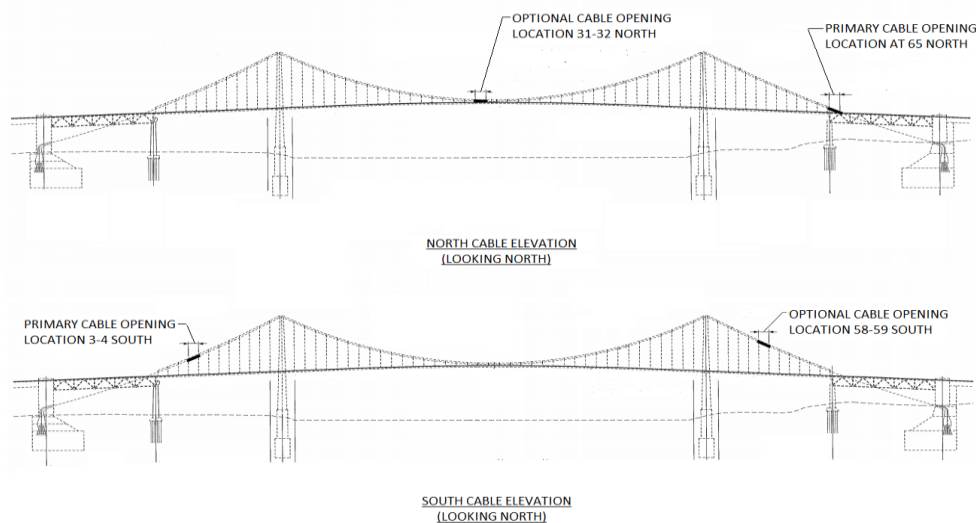 OPTIONAL CABLE OPENING
LOCATION 31-32 NORTH
PRIMARY CABLE OPENING
LOCATION AT 65 NORTH
NORTH CABLE ELEVATION
(LOOKING NORTH)
PRIMARY CABLE OPENING
LOCATION 3-4 SOUTH
OPTIONAL CABLE OPENING
LOCATION 58-59 SOUTH
SOUTH CABLE ELEVATION
(LOOKING NORTH)